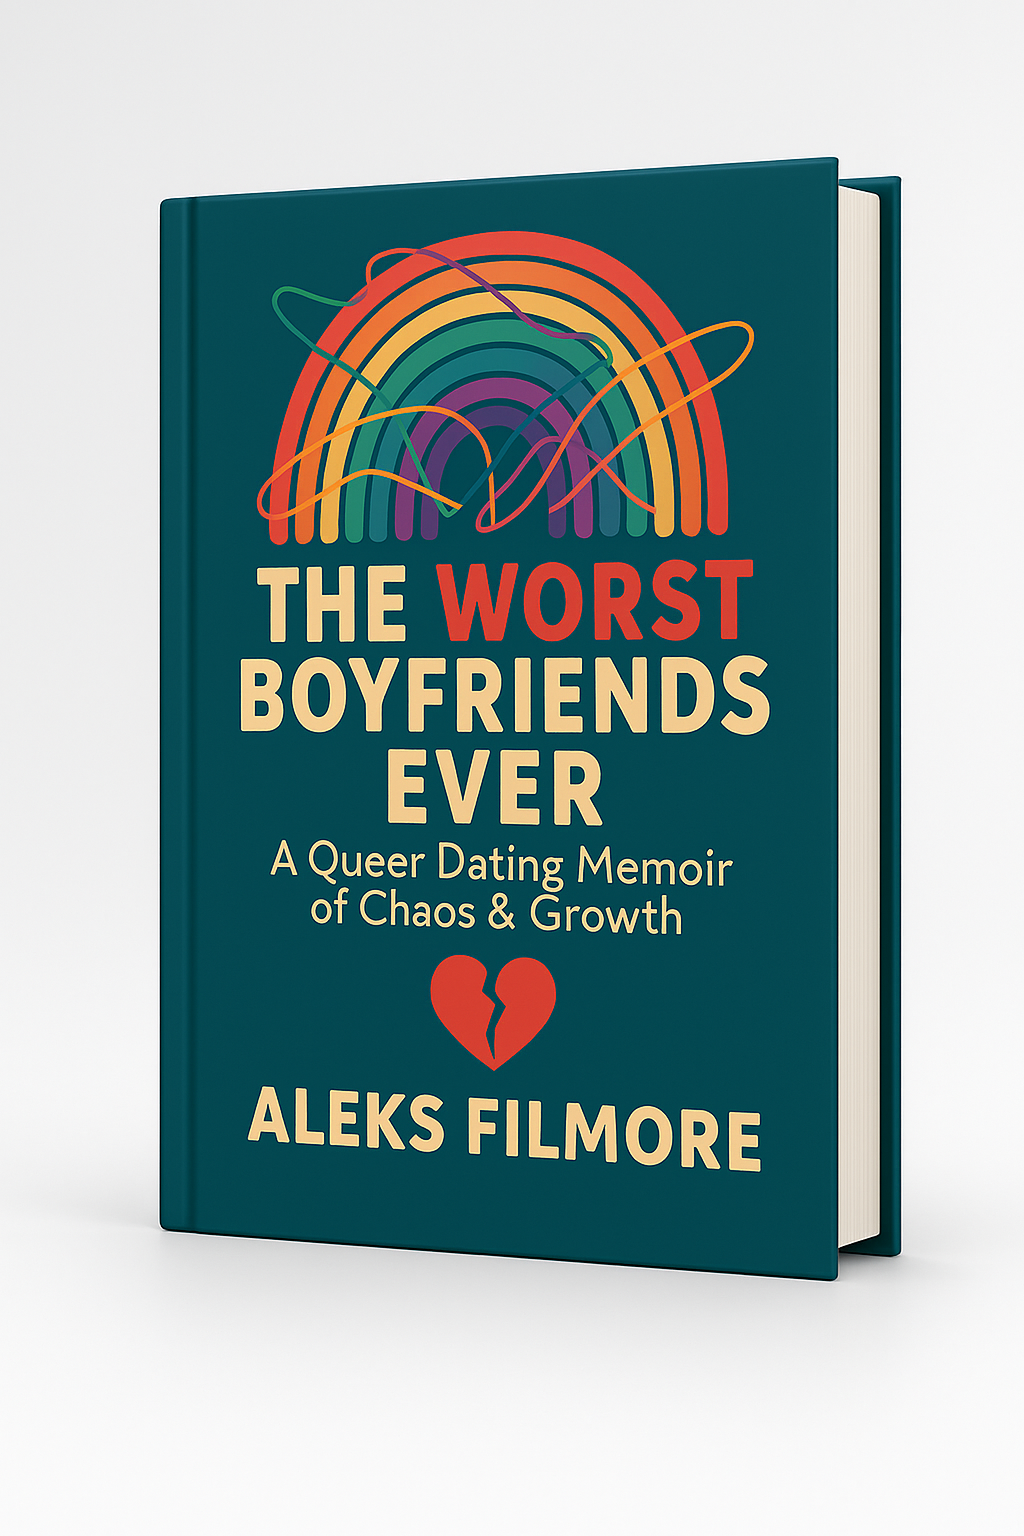 THE WORST
BOYFRIENDS
EVER
A Queer Dating Memoir
of Chaos & Growth
ALEKS FILMORE